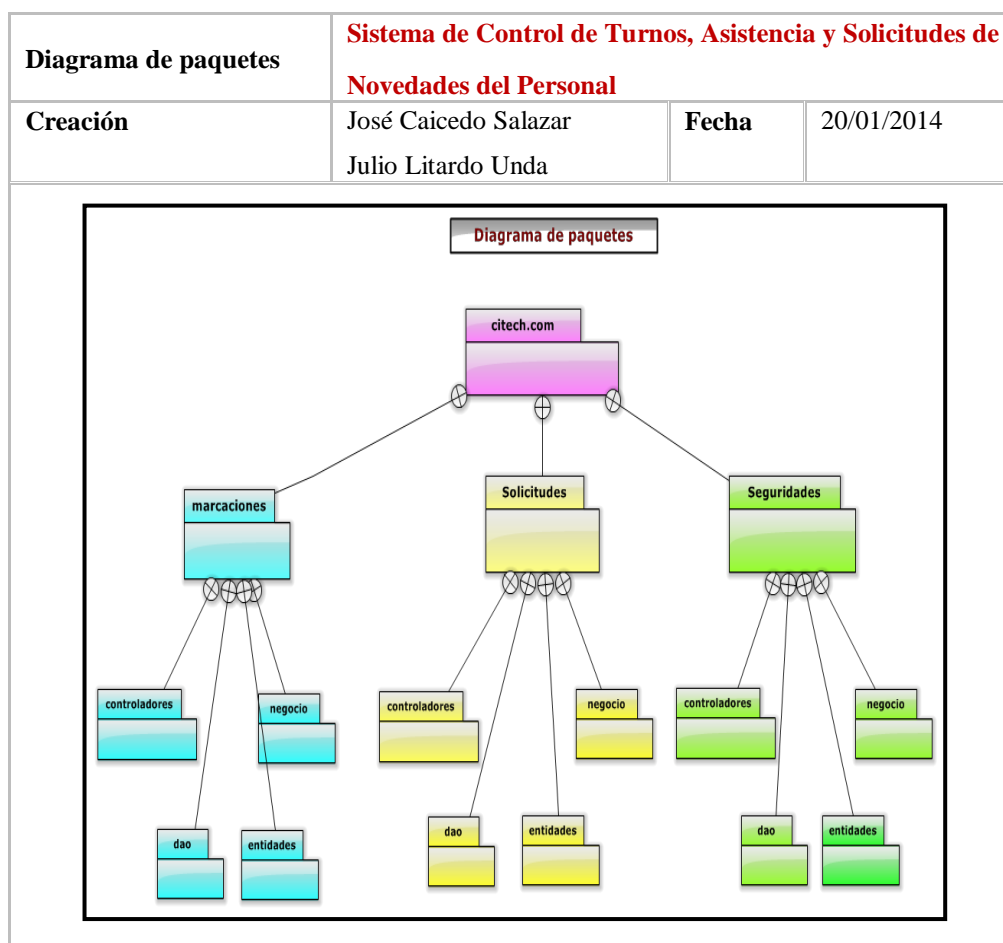 Diagrama de paquetes
Sistema de Control de Turnos, Asistencia y Solicitudes de
Novedades del Personal
Creación
José Caicedo Salazar
Julio Litardo Unda
Fecha
20/01/2014
Diagrama de paquetes
citech.com
marcaciones
Solicitudes
Seguridades
controladores
negocio
controladores
negocio
controladores
negocio
dao
entidades
dao
entidades
dao
entidades